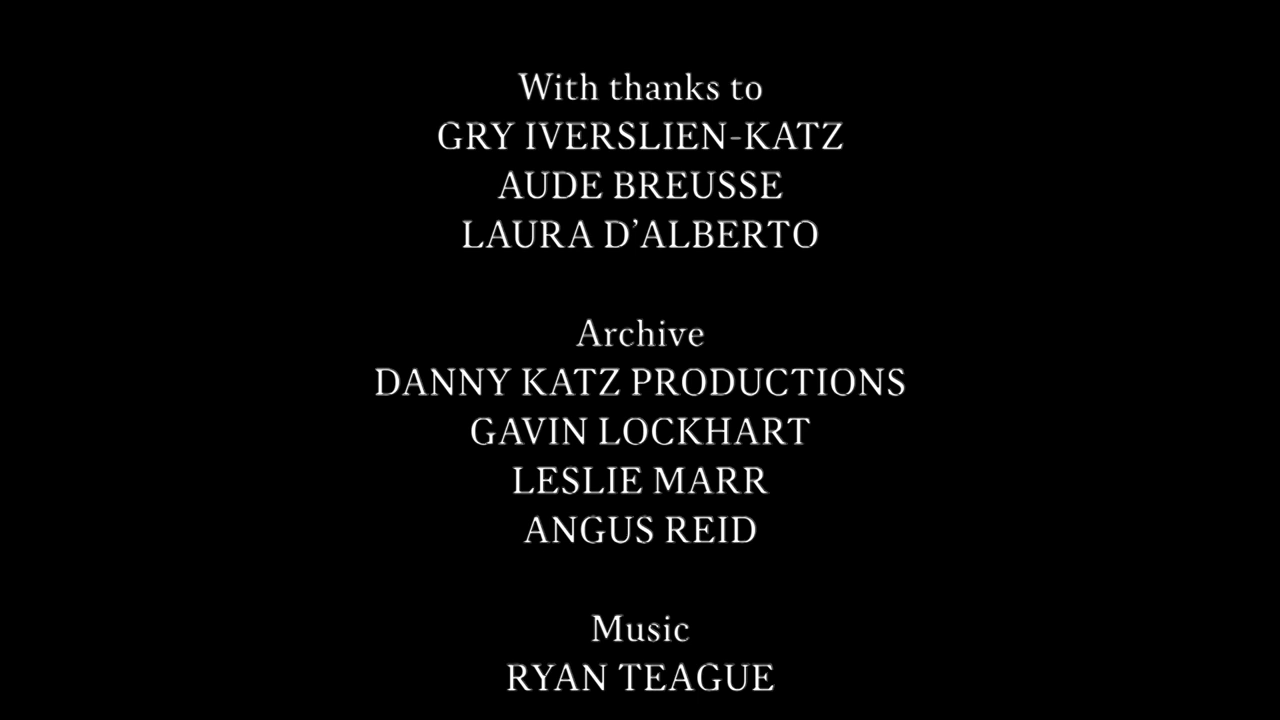 With thanks to
GRY IVERSLIEN-KATZ
AUDE BREUSSE
LAURA D’ALBERTO
Archive
DANNY KATZ PRODUCTIONS
GAVIN LOCKHART
LESLIE MARR
ANGUS REID
Music
RYAN TEAGUE